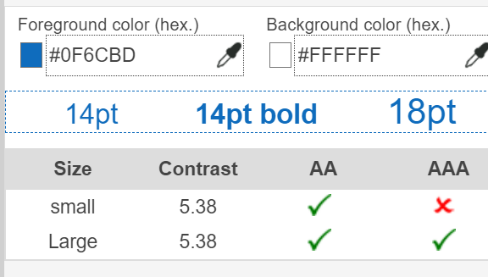 Foreground color (hex.) Background color (hex.)
#0F6CBD #FFFFFF
14pt 14pt bold 18pt
Size Contrast AA AAA
small 5.38
Large 5.38